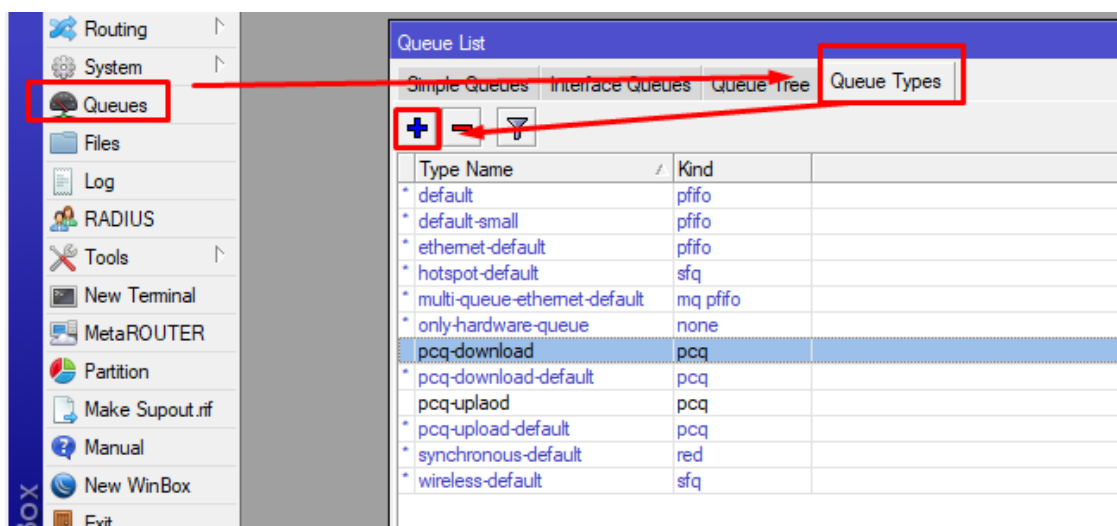 Routing
System
Queues
Files
Log
RADIUS
Tools
New Terminal
MetaROUTER
Partition
Make Supout.rif
Manual
New WinBox
Exit
Box
Queue List
Simple Queues Interface Queues Queue Tree Queue Types
Type Name Kind
* default pfifo
* default-small pfifo
* ethernet-default pfifo
* hotspot-default sfq
* multi-queue-ethernet-default mq pfifo
* only-hardware-queue none
pcq-download pcq
* pcq-download-default pcq
pcq-uplaod pcq
* pcq-upload-default pcq
* synchronous-default red
* wireless-default sfq